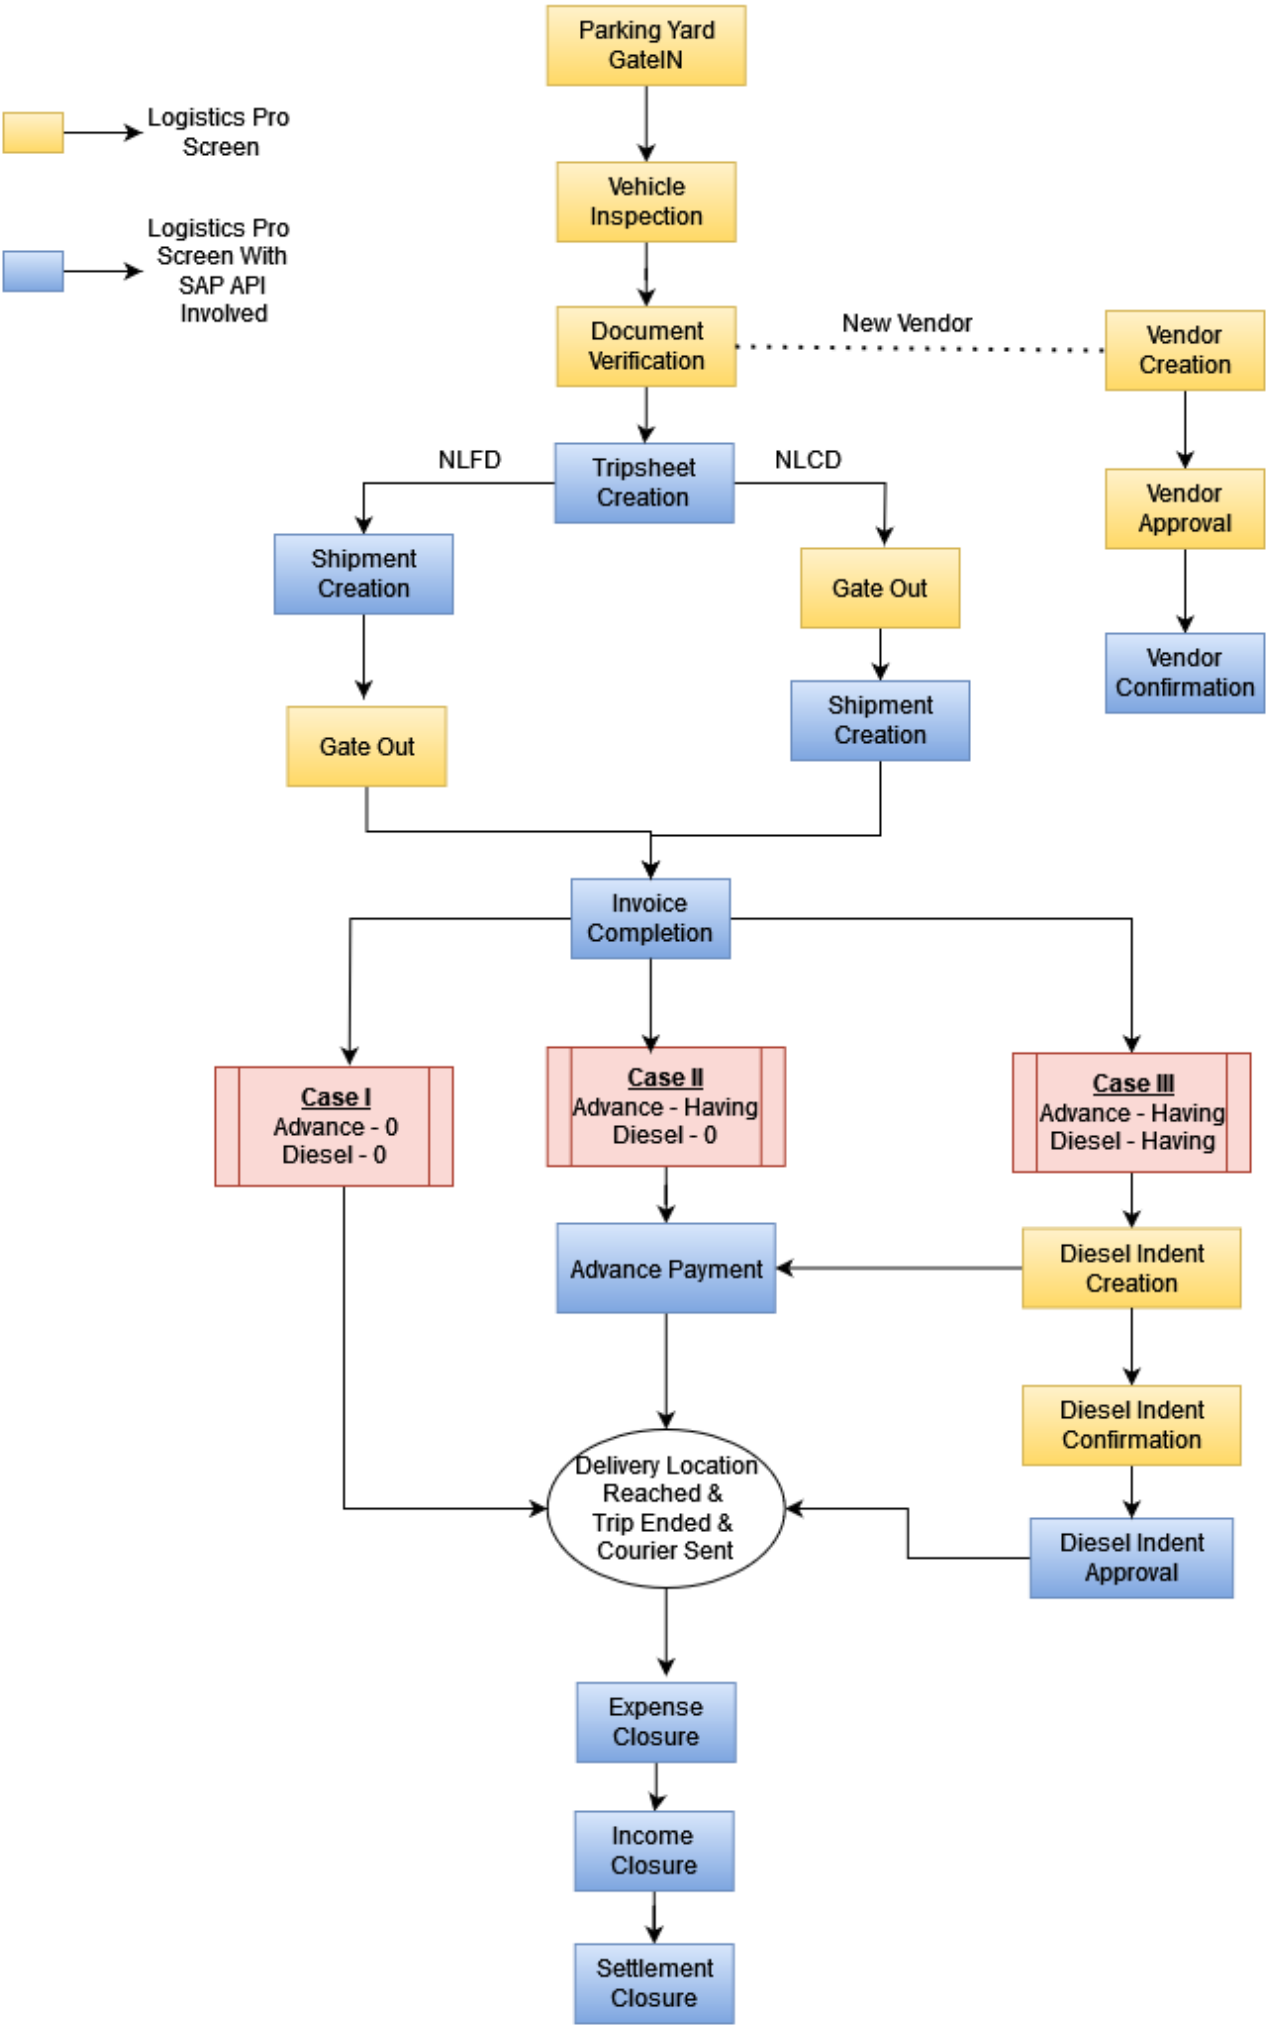 Parking Yard
GateIN
Logistics Pro
Screen
Vehicle
Inspection
Logistics Pro
Screen With
SAP API
Involved
Document
Verification
New Vendor
Vendor
Creation
NLFD
Tripsheet
Creation
NLCD
Vendor
Approval
Shipment
Creation
Gate Out
Vendor
Confirmation
Shipment
Creation
Gate Out
Invoice
Completion
Case I
Advance - 0
Diesel - 0
Case II
Advance - Having
Diesel - 0
Case III
Advance - Having
Diesel - Having
Advance Payment
Diesel Indent
Creation
Diesel Indent
Confirmation
Delivery Location
Reached &
Trip Ended &
Courier Sent
Diesel Indent
Approval
Expense
Closure
Income
Closure
Settlement
Closure